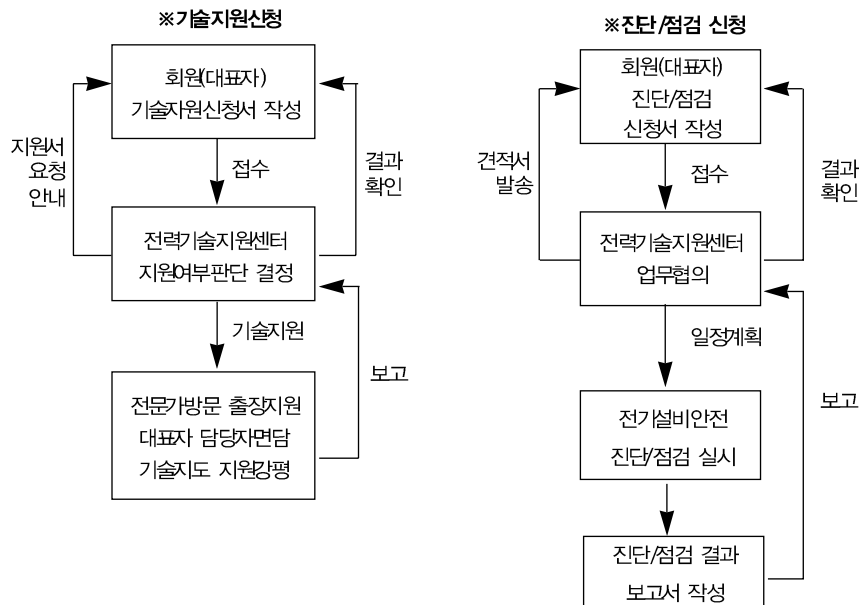 ※기술지원신청
회원(대표자)
기술자원신청서 작성
지원서
요청
안내
접수
결과
확인
전력기술지원센터
지원여부판단 결정
기술지원
보고
전문가방문 출장지원
대표자 담당자면담
기술지도 지원강평
※진단/점검 신청
회원(대표자)
진단/점검
신청서 작성
견적서
발송
접수
결과
확인
전력기술지원센터
업무협의
일정계획
보고
전기설비안전
진단/점검 실시
진단/점검 결과
보고서 작성